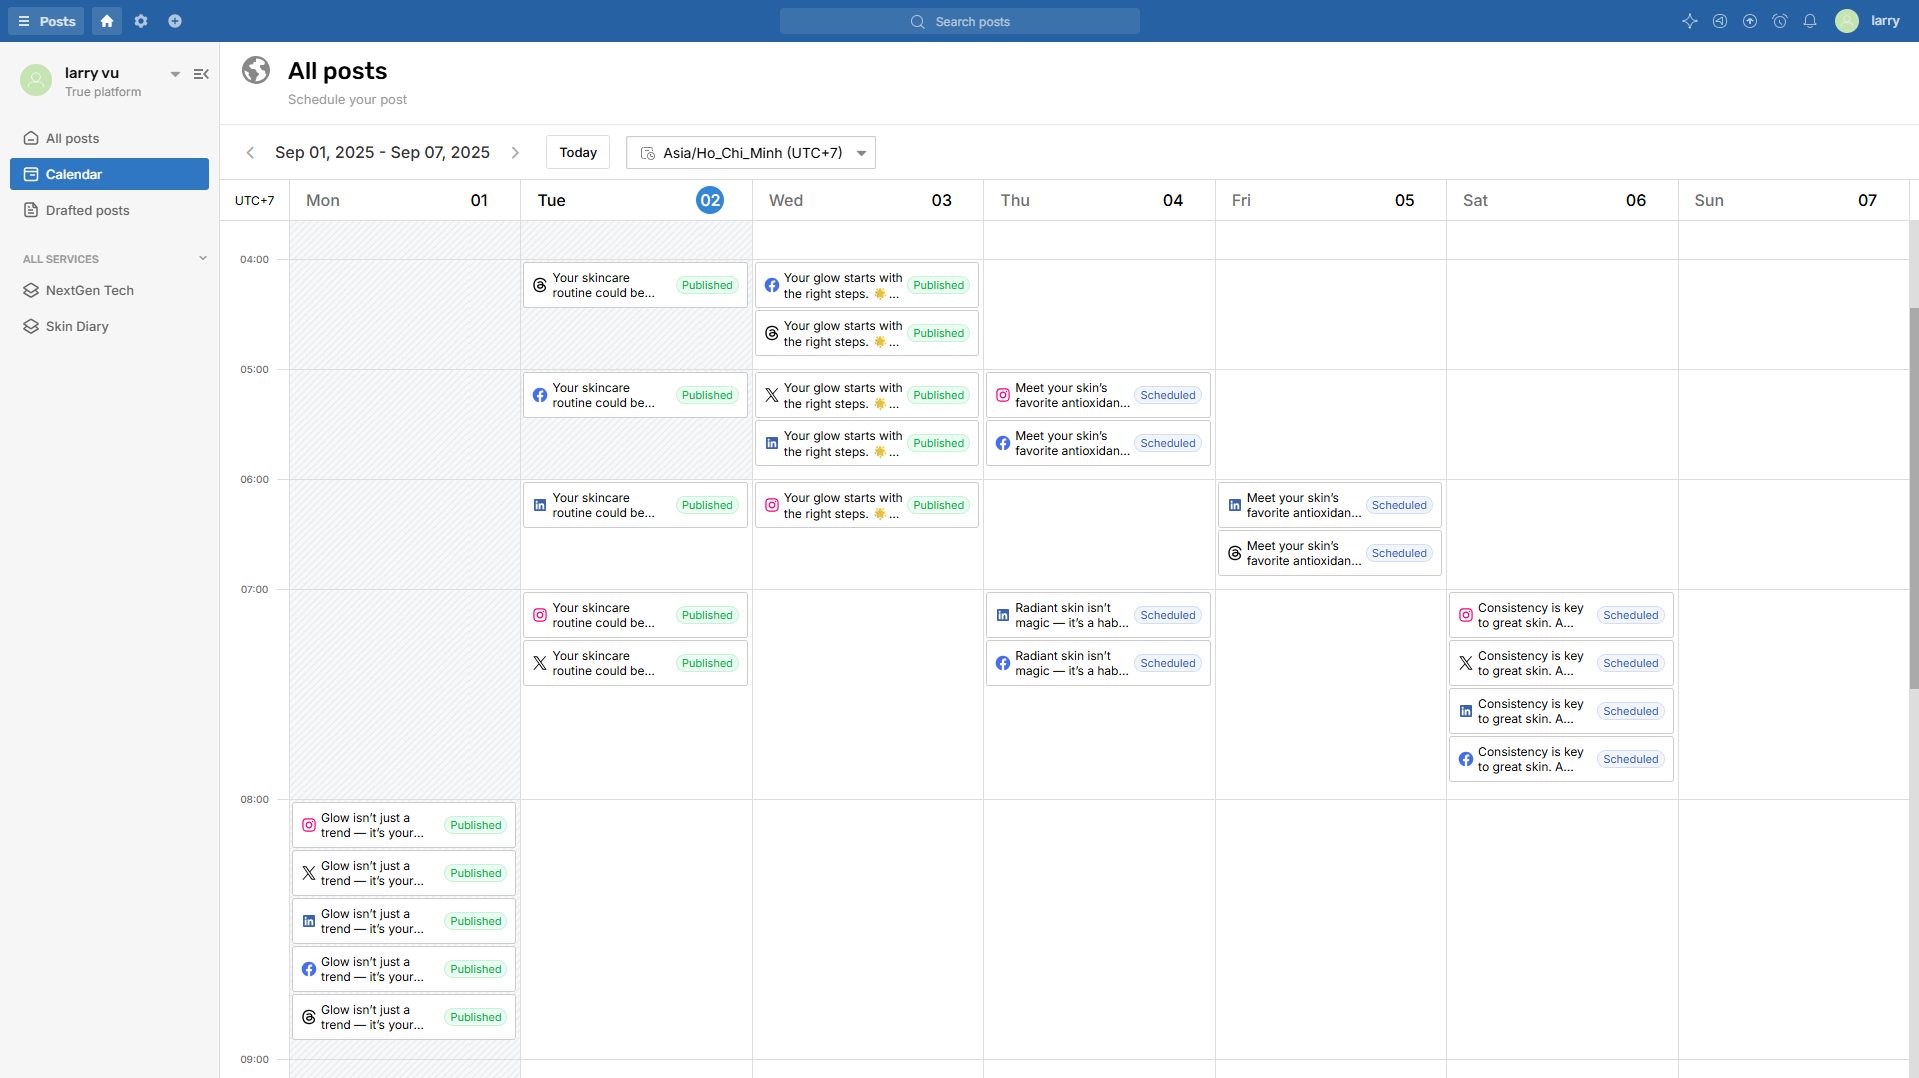 Posts
Search posts
larry
larry vu
True platform
All posts
Calendar
Drafted posts
ALL SERVICES
NextGen Tech
Skin Diary
All posts
Schedule your post
Sep 01, 2025 - Sep 07, 2025
Today
Asia/Ho_Chi_Minh (UTC+7)
UTC+7
Mon 01
Tue 02
Wed 03
Thu 04
Fri 05
Sat 06
Sun 07
04:00
Your skincare
routine could be...
Published
Your glow starts with
the right steps. ☀️ ...
Published
Your glow starts with
the right steps. ☀️ ...
Published
05:00
Your skincare
routine could be...
Published
Your glow starts with
the right steps. ☀️ ...
Published
Your glow starts with
the right steps. ☀️ ...
Published
Meet your skin’s
favorite antioxidan...
Scheduled
Meet your skin’s
favorite antioxidan...
Scheduled
06:00
Your skincare
routine could be...
Published
Your glow starts with
the right steps. ☀️ ...
Published
Meet your skin’s
favorite antioxidan...
Scheduled
Meet your skin’s
favorite antioxidan...
Scheduled
07:00
Your skincare
routine could be...
Published
Your skincare
routine could be...
Published
Radiant skin isn’t
magic — it’s a hab...
Scheduled
Radiant skin isn’t
magic — it’s a hab...
Scheduled
Consistency is key
to great skin. A...
Scheduled
Consistency is key
to great skin. A...
Scheduled
Consistency is key
to great skin. A...
Scheduled
Consistency is key
to great skin. A...
Scheduled
08:00
Glow isn’t just a
trend — it’s your...
Published
Glow isn’t just a
trend — it’s your...
Published
Glow isn’t just a
trend — it’s your...
Published
Glow isn’t just a
trend — it’s your...
Published
Glow isn’t just a
trend — it’s your...
Published
09:00